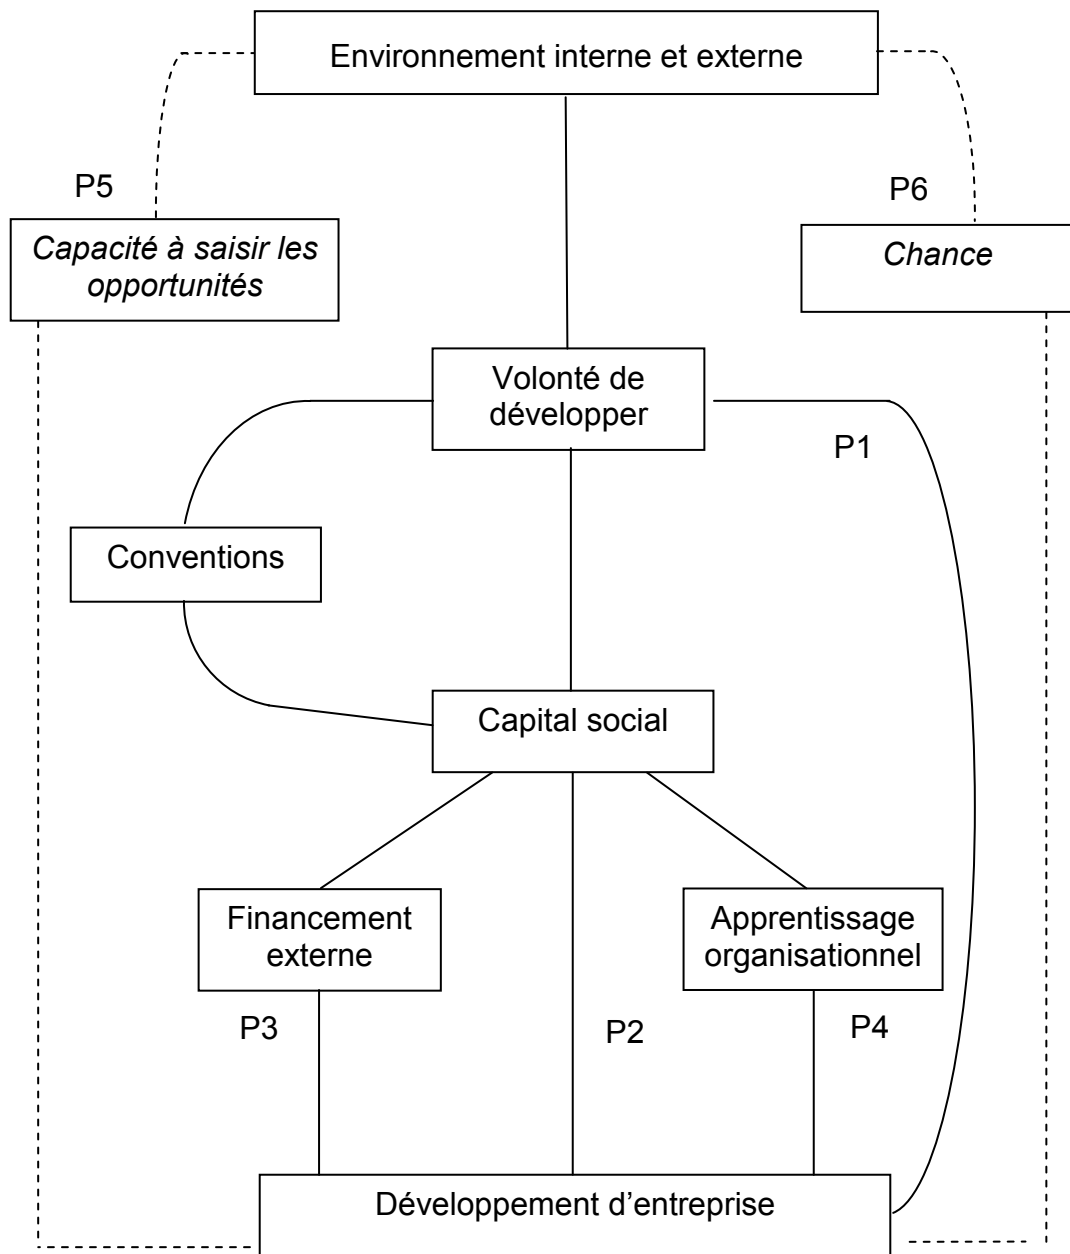 Environnement interne et externe
P5
P6
Capacité à saisir les
opportunités
Chance
Volonté de
développer
P1
Conventions
Capital social
Financement
externe
Apprentissage
organisationnel
P3
P2
P4
Développement d’entreprise